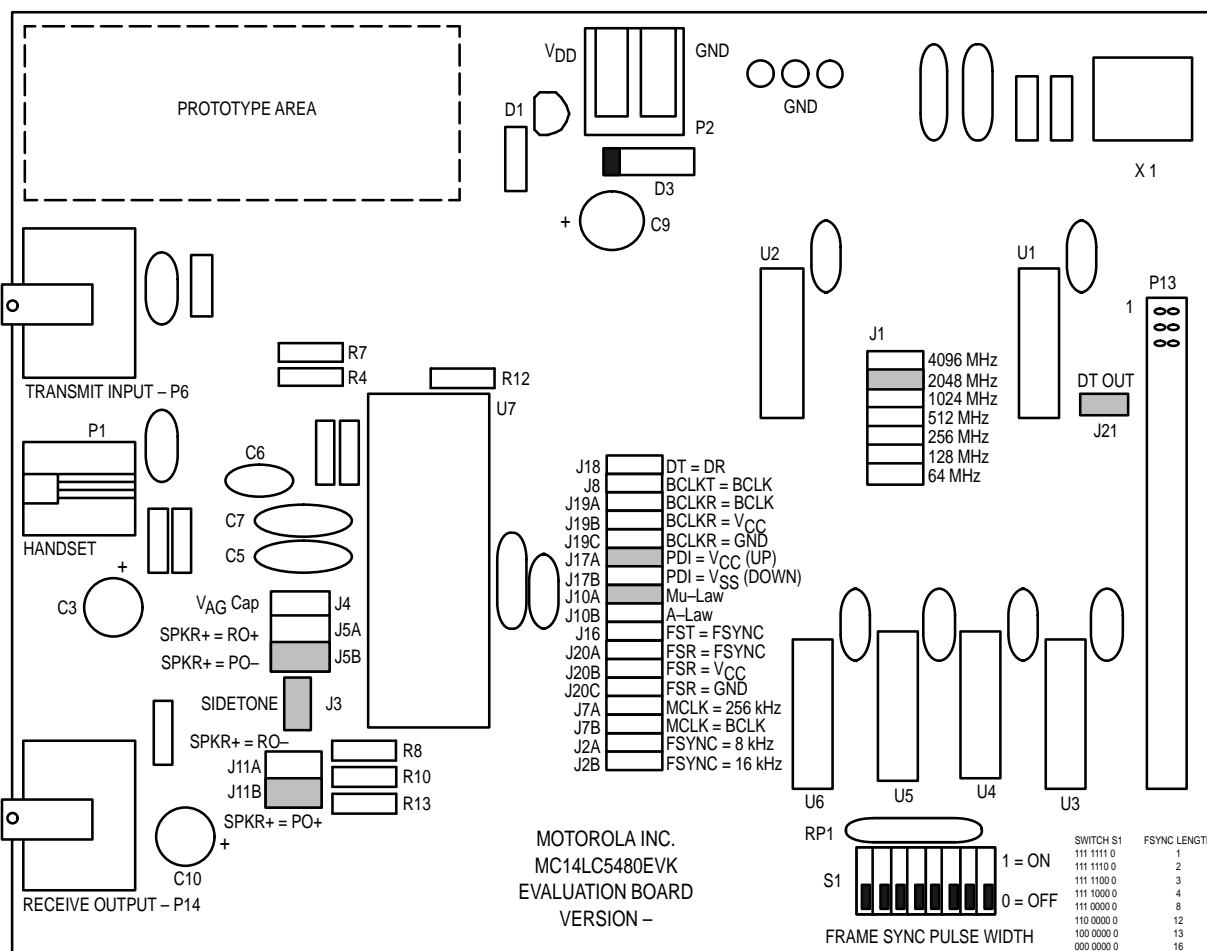 PROTOTYPE AREA
VDD
GND
P2
D1
D3
+
C9
GND
X 1
TRANSMIT INPUT – P6
P1
HANDSET
+
C3
R7
R4
R12
U7
C6
C7
C5
VAG Cap
J4
SPKR+ = RO+
J5A
SPKR+ = PO–
J5B
SIDETONE
J3
SPKR+ = RO–
J11A
J11B
SPKR+ = PO+
R8
R10
R13
+
C10
RECEIVE OUTPUT – P14
U2
U1
P13
1
J1
4096 MHz
2048 MHz
1024 MHz
512 MHz
256 MHz
128 MHz
64 MHz
DT OUT
J21
J18 DT = DR
J8 BCLKT = BCLK
J19A BCLKR = BCLK
J19B BCLKR = VCC
J19C BCLKR = GND
J17A PDI = VCC (UP)
J17B PDI = VSS (DOWN)
J10A Mu–Law
J10B A–Law
J16 FST = FSYNC
J20A FSR = FSYNC
J20B FSR = VCC
J20C FSR = GND
J7A MCLK = 256 kHz
J7B MCLK = BCLK
J2A FSYNC = 8 kHz
J2B FSYNC = 16 kHz
U6
U5
U4
U3
MOTOROLA INC.
MC14LC5480EVK
EVALUATION BOARD
VERSION –
RP1
S1
1 = ON
0 = OFF
FRAME SYNC PULSE WIDTH
SWITCH S1 FSYNC LENGTH
111 1111 0 1
111 1110 0 2
111 1100 0 3
111 1000 0 4
111 0000 0 8
110 0000 0 12
100 0000 0 13
000 0000 0 16